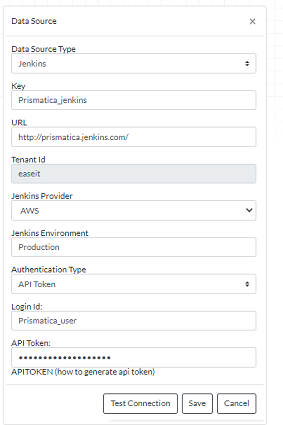 Data Source ×
Data Source Type
Jenkins
Key
Prismatica_jenkins
URL
http://prismatica.jenkins.com/
Tenant Id
easeit
Jenkins Provider
AWS
Jenkins Environment
Production
Authentication Type
API Token
Login Id:
Prismatica_user
API Token:
•••••••••••••••••••
APITOKEN (how to generate api token)
Test Connection Save Cancel